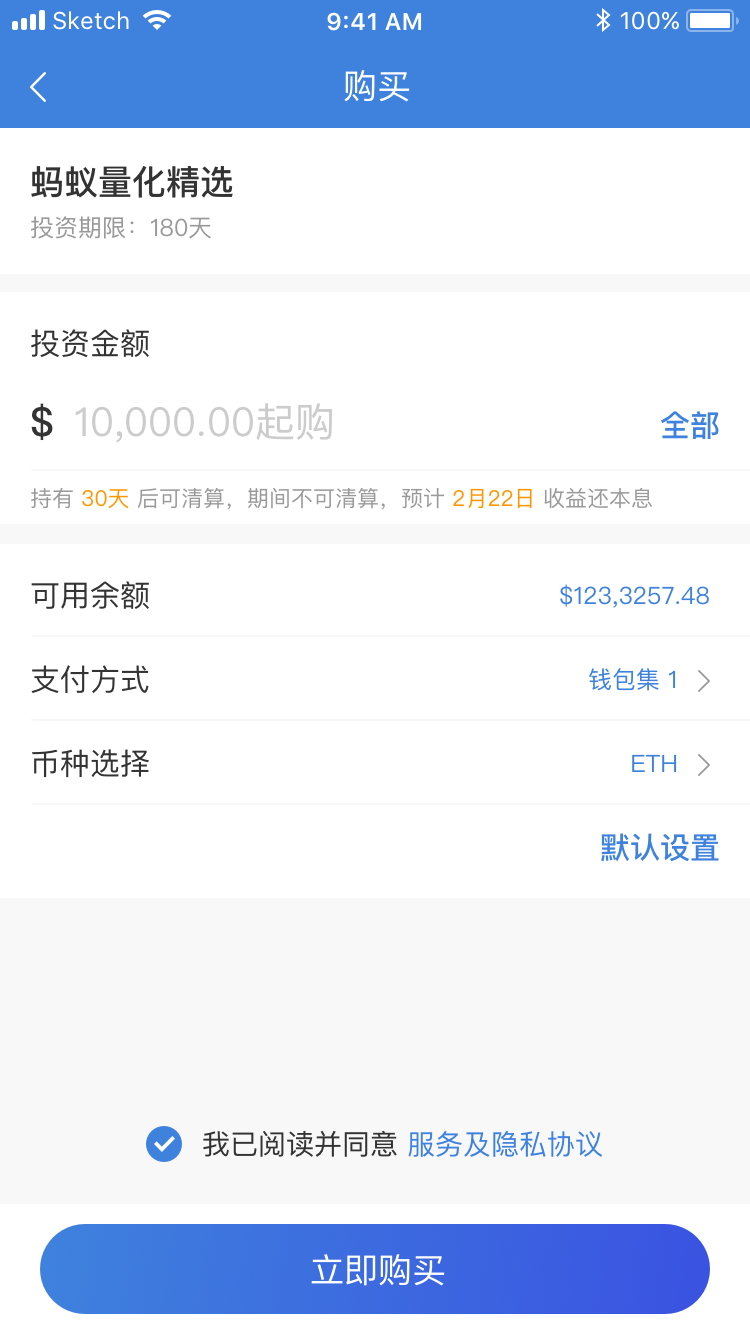 Sketch 9:41 AM 100%
购买
蚂蚁量化精选
投资期限：180天
投资金额
$ 10,000.00起购 全部
持有 30天 后可清算，期间不可清算，预计 2月22日 收益还本息
可用余额 $123,3257.48
支付方式 钱包集 1
币种选择 ETH
默认设置
我已阅读并同意 服务及隐私协议
立即购买